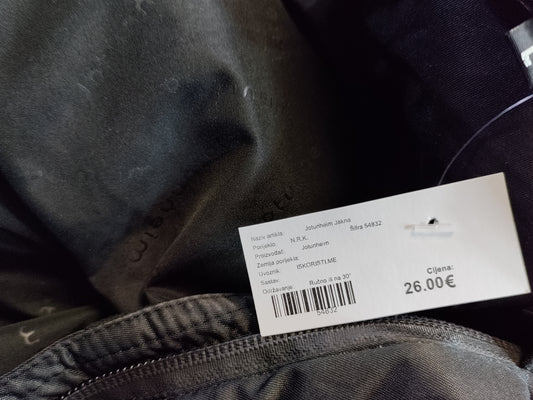 Naziv artikla: Jotunheim Jakna
Šifra 54832
Porijeklo: N.R.K.
Proizvođač: Jotunheim
Zemlja porijekla:
Uvoznik: ISKORISTI.ME
Sastav:
Održavanje: Ručno ili na 30°
54832
Cijena:
26.00€